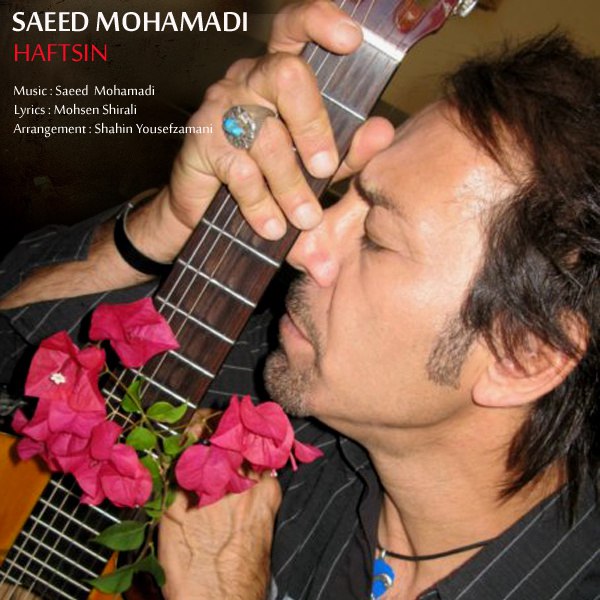 SAEED MOHAMADI
HAFTSIN
Music : Saeed Mohamadi
Lyrics : Mohsen Shirali
Arrangement : Shahin Yousefzamani